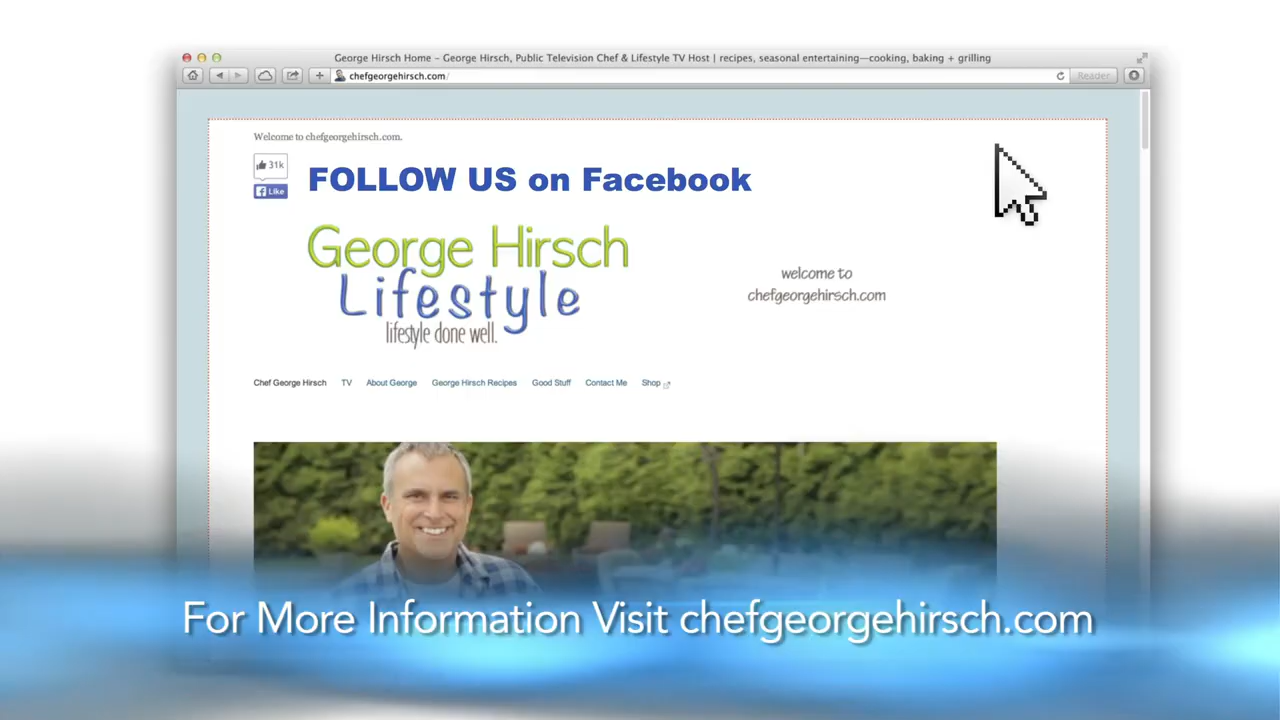 George Hirsch Home – George Hirsch, Public Television Chef & Lifestyle TV Host | recipes, seasonal entertaining—cooking, baking + grilling
chefgeorgehirsch.com/
Reader
Welcome to chefgeorgehirsch.com.
31k
Like
FOLLOW US on Facebook
George Hirsch
Lifestyle
lifestyle done well.
welcome to
chefgeorgehirsch.com
Chef George Hirsch TV About George George Hirsch Recipes Good Stuff Contact Me Shop
For More Information Visit chefgeorgehirsch.com